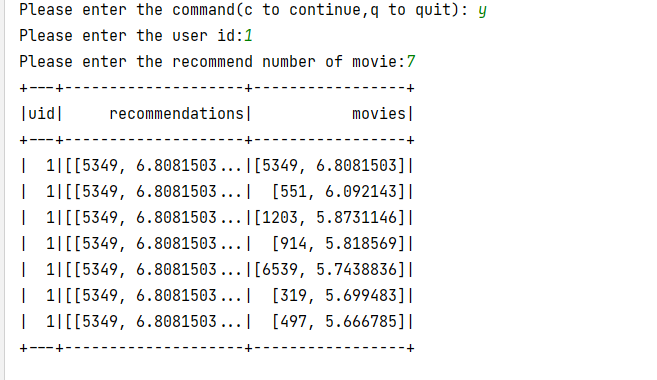 Please enter the command(c to continue,q to quit): y
Please enter the user id:1
Please enter the recommend number of movie:7
+---+--------------------+-----------------+
|uid|     recommendations|           movies|
+---+--------------------+-----------------+
|  1|[[5349, 6.8081503...|[5349, 6.8081503]|
|  1|[[5349, 6.8081503...|  [551, 6.092143]|
|  1|[[5349, 6.8081503...|[1203, 5.8731146]|
|  1|[[5349, 6.8081503...|  [914, 5.818569]|
|  1|[[5349, 6.8081503...|[6539, 5.7438836]|
|  1|[[5349, 6.8081503...|  [319, 5.699483]|
|  1|[[5349, 6.8081503...|  [497, 5.666785]|
+---+--------------------+-----------------+